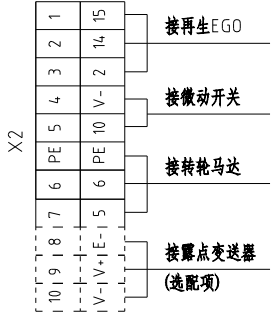 X2
1 15
2 14
3 2
4 V-
5 10
PE PE
6 6
7 5
8 E-
9 V+
10 V-
接再生EGO
接微动开关
接转轮马达
接露点变送器
(选配项)